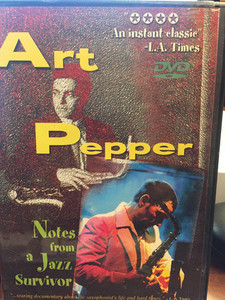 An instant classic"
-L.A. Times
DVD
Art
Pepper
Notes
from
a Jazz
Survivor